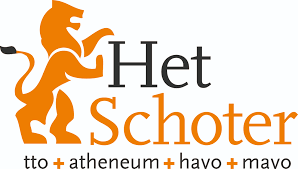 Het
Schoter
tto + atheneum + havo + mavo